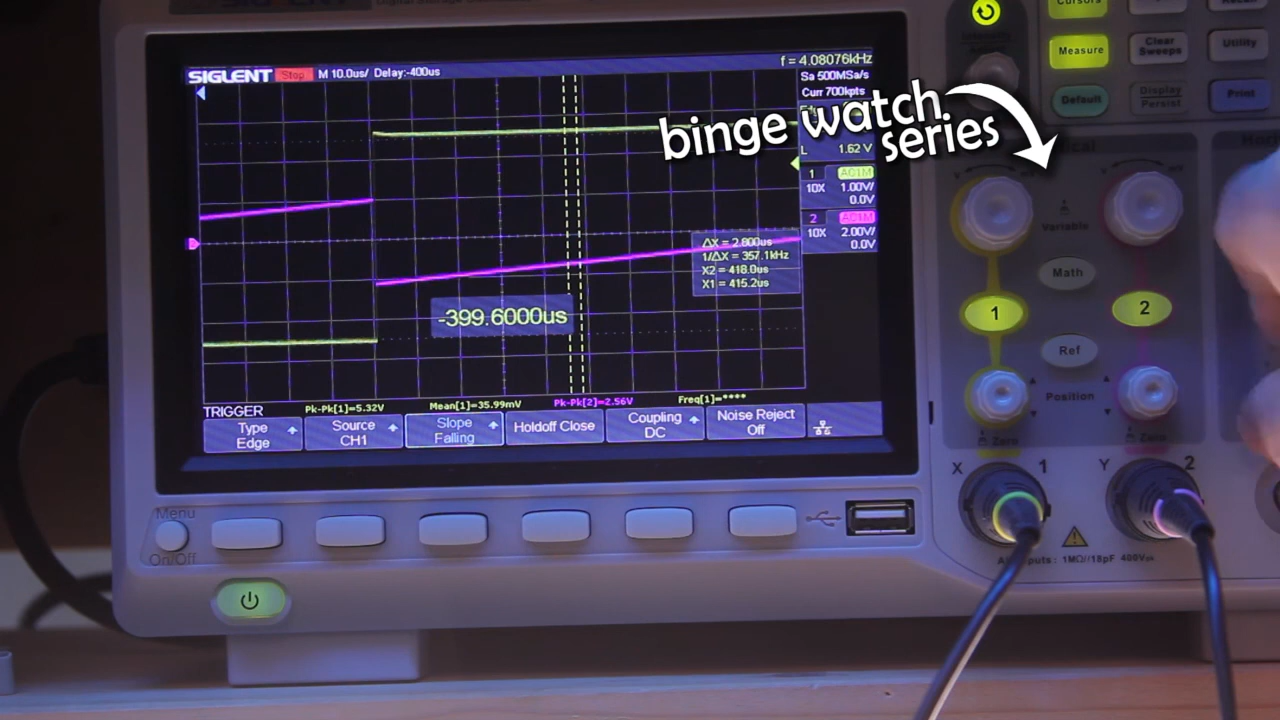 SIGLENT
SIGLENT Stop M 10.0us/ Delay:-400us
f = 4.08076kHz
Sa 500MSa/s
Curr 700kpts
L 1.62 V
1 AC1M
10X 1.00V/
0.0V
2 AC1M
10X 2.00V/
0.0V
ΔX = 2.800us
1/ΔX = 357.1kHz
X2 = 418.0us
X1 = 415.2us
-399.6000us
Pk-Pk[1]=5.32V Mean[1]=35.99mV Pk-Pk[2]=2.56V Freq[1]=****
TRIGGER
Type
Edge
Source
CH1
Slope
Falling
Holdoff Close
Coupling
DC
Noise Reject
Off
binge watch
series
Cursors
Measure
Clear
Sweeps
Utility
Default
Display
Persist
Print
Variable
Math
1
2
Ref
Position
Zero
Zero
X 1
Y 2
Menu
On/Off